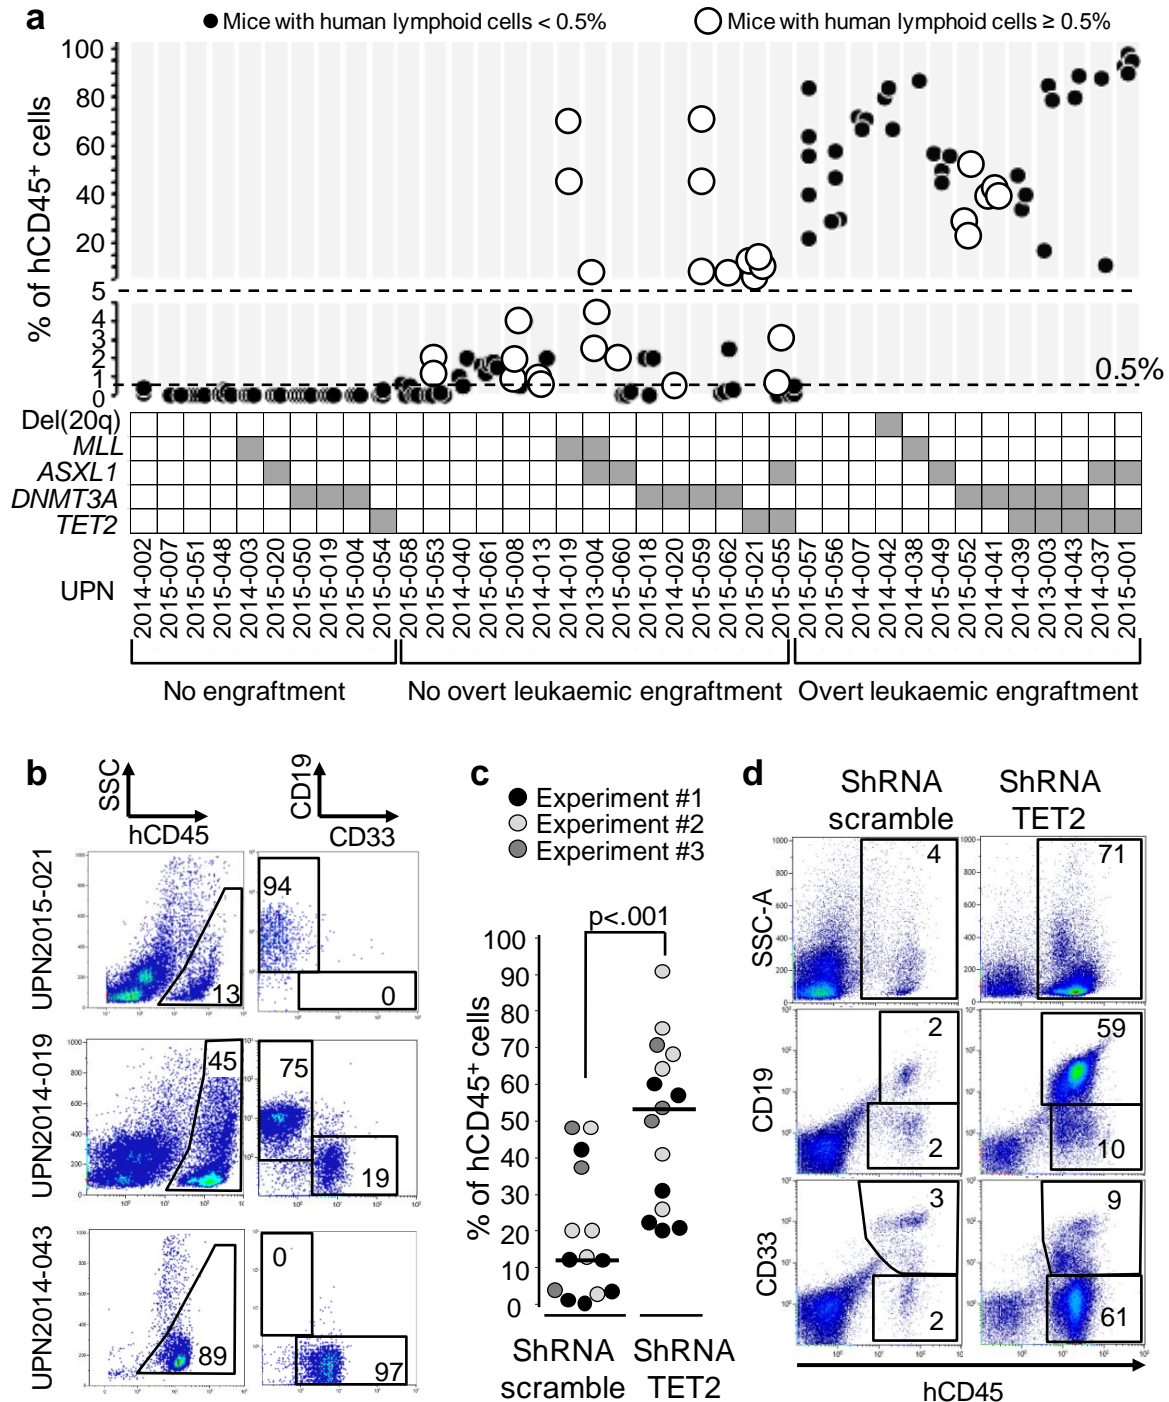 a
Mice with human lymphoid cells < 0.5%
Mice with human lymphoid cells ≥ 0.5%
% of hCD45+ cells
100
80
60
40
20
5
5
4
3
2
1
0
0.5%
Del(20q)
MLL
ASXL1
DNMT3A
TET2
UPN
2014-002
2015-007
2015-051
2015-048
2014-003
2015-020
2015-050
2015-019
2015-004
2015-054
2015-058
2015-053
2014-040
2015-061
2015-008
2014-013
2014-019
2013-004
2015-060
2015-018
2014-020
2015-059
2015-062
2015-021
2015-055
2015-057
2015-056
2014-007
2014-042
2014-038
2015-049
2015-052
2014-041
2014-039
2013-003
2014-043
2014-037
2015-001
No engraftment
No overt leukaemic engraftment
Overt leukaemic engraftment
b
SSC
hCD45
CD19
CD33
UPN2015-021
13
94
0
UPN2014-019
45
75
19
UPN2014-043
89
0
97
c
Experiment #1
Experiment #2
Experiment #3
p<.001
% of hCD45+ cells
100
90
80
70
60
50
40
30
20
10
0
ShRNA scramble
ShRNA TET2
d
ShRNA scramble
ShRNA TET2
SSC-A
4
71
CD19
2
2
59
10
CD33
3
2
9
61
hCD45